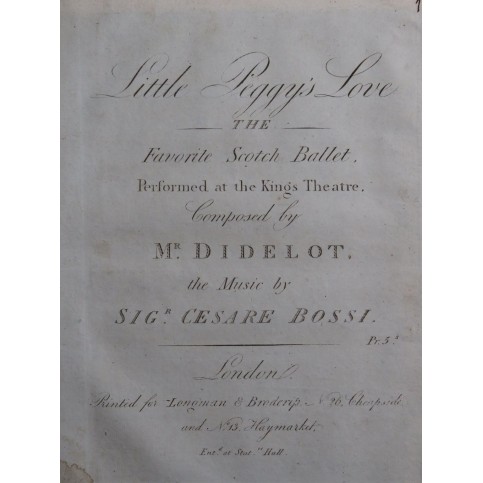 1
Little Peggy's Love
THE
Favorite Scotch Ballet,
Performed at the Kings Theatre,
Composed by
Mr. DIDELOT,
the Music by
SIGr. CESARE BOSSI.
Pr. 5s
London.
Printed for Longman & Broderip, No. 26, Cheapside
and No. 13, Haymarket.
Entd. at Stars. Hall.